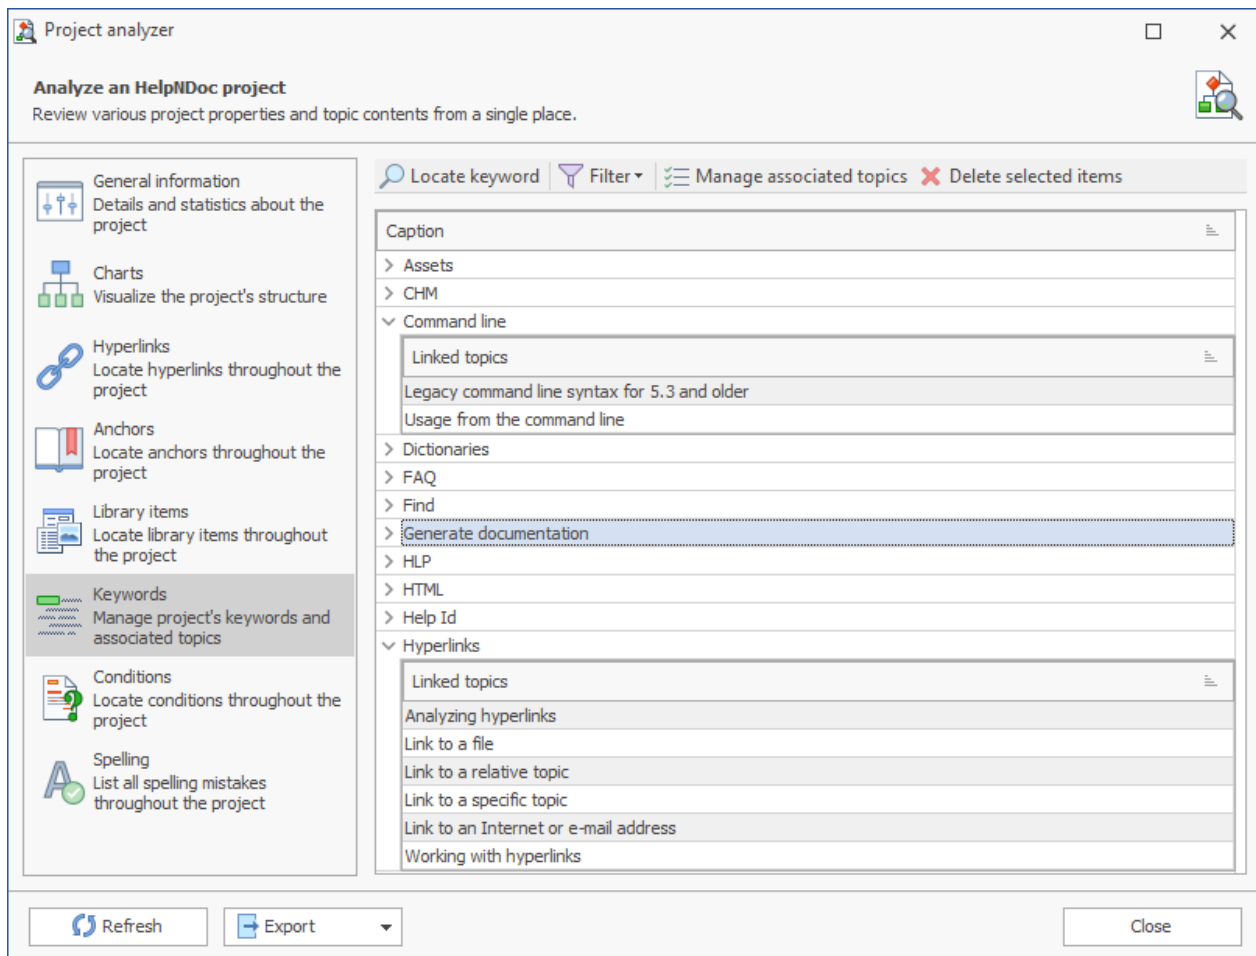 Project analyzer
Analyze an HelpNDoc project
Review various project properties and topic contents from a single place.
General information
Details and statistics about the
project
Charts
Visualize the project's structure
Hyperlinks
Locate hyperlinks throughout the
project
Anchors
Locate anchors throughout the
project
Library items
Locate library items throughout
the project
Keywords
Manage project's keywords and
associated topics
Conditions
Locate conditions throughout the
project
Spelling
List all spelling mistakes
throughout the project
Locate keyword Filter Manage associated topics Delete selected items
Caption
Assets
CHM
Command line
Linked topics
Legacy command line syntax for 5.3 and older
Usage from the command line
Dictionaries
FAQ
Find
Generate documentation
HLP
HTML
Help Id
Hyperlinks
Linked topics
Analyzing hyperlinks
Link to a file
Link to a relative topic
Link to a specific topic
Link to an Internet or e-mail address
Working with hyperlinks
Refresh Export Close